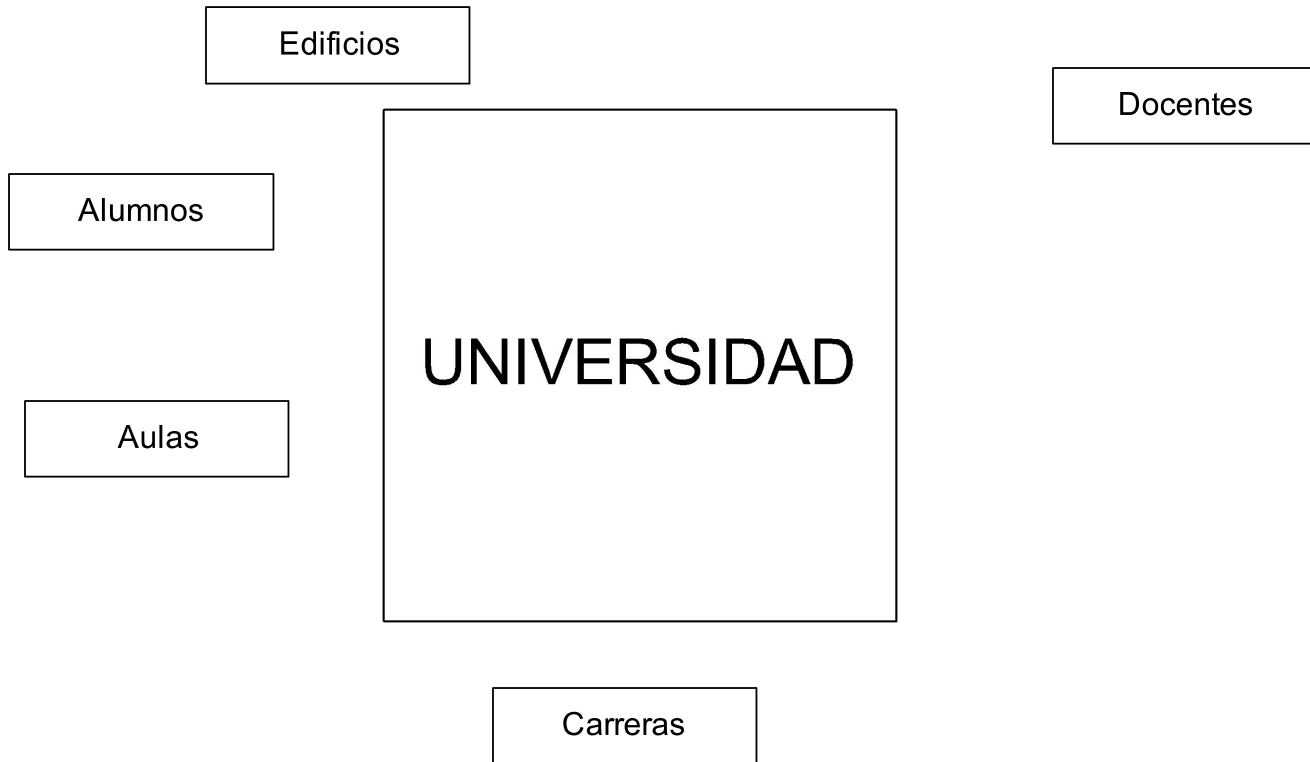 Edificios
Docentes
Alumnos
UNIVERSIDAD
Aulas
Carreras